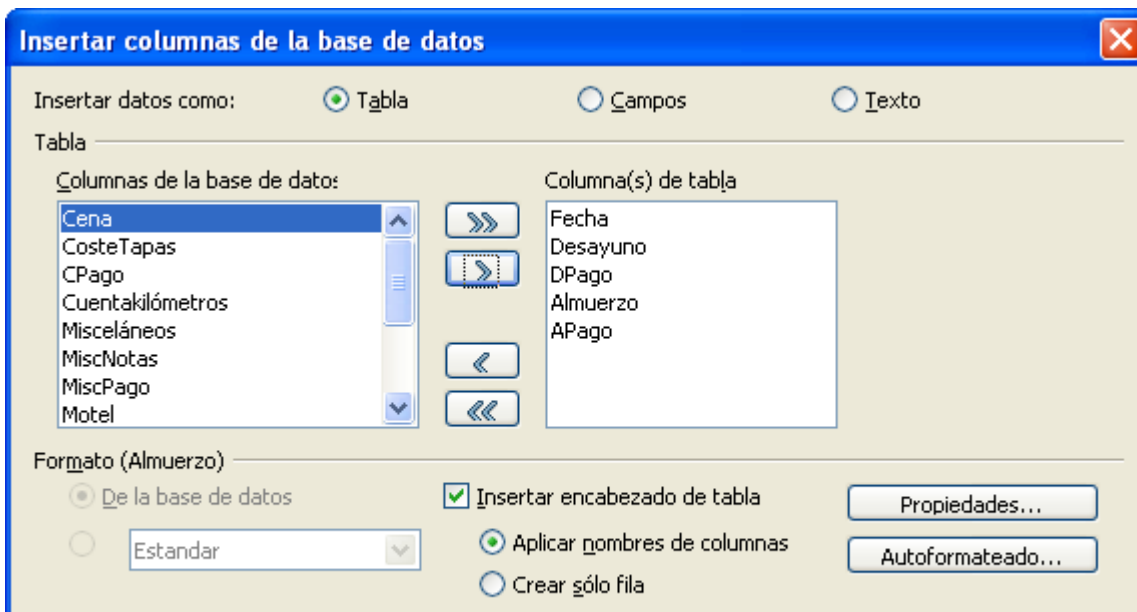 Insertar columnas de la base de datos
Insertar datos como: Tabla Campos Texto
Tabla
Columnas de la base de datos
Columna(s) de tabla
Cena
CosteTapas
CPago
Cuentakilómetros
Misceláneos
MiscNotas
MiscPago
Motel
>>
>
<
<<
Fecha
Desayuno
DPago
Almuerzo
APago
Formato (Almuerzo)
De la base de datos
Estandar
Insertar encabezado de tabla
Aplicar nombres de columnas
Crear sólo fila
Propiedades...
Autoformateado...